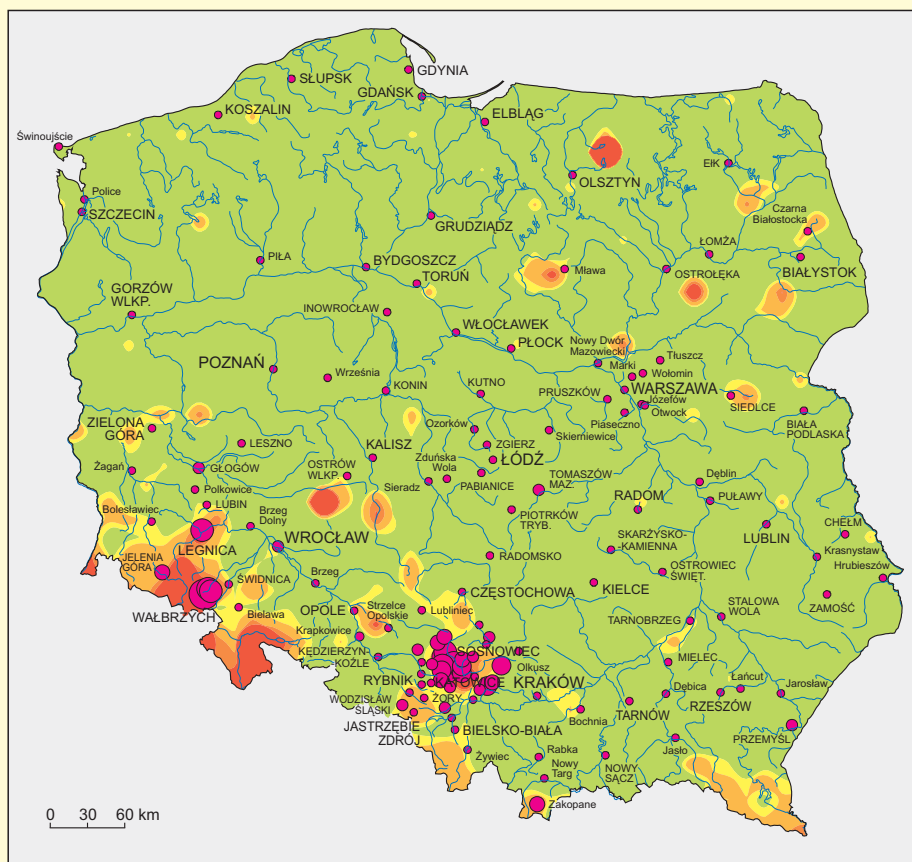 GDYNIA
SŁUPSK
GDAŃSK
KOSZALIN
ELBLĄG
Świnoujście
EŁK
OLSZTYN
Police
SZCZECIN
Czarna
Białostocka
GRUDZIĄDZ
ŁOMŻA
PIŁA
BYDGOSZCZ
Mława
OSTROŁĘKA
BIAŁYSTOK
TORUŃ
GORZÓW
WLKP.
INOWROCŁAW
WŁOCŁAWEK
PŁOCK
Nowy Dwór
Mazowiecki
Tłuszcz
POZNAŃ
Marki
Wołomin
Września
KONIN
KUTNO
PRUSZKÓW
WARSZAWA
Józefów
Otwock
SIEDLCE
Piaseczno
BIAŁA
PODLASKA
ZIELONA
GÓRA
LESZNO
KALISZ
Ozorków
ZGIERZ
Skierniewice
Żagań
GŁOGÓW
OSTRÓW
WLKP.
Zduńska
Wola
ŁÓDŹ
Sieradz
PABIANICE
TOMASZÓW
MAZ.
Dęblin
Polkowice
LUBIN
RADOM
PUŁAWY
Bolesławiec
Brzeg
Dolny
PIOTRKÓW
TRYB.
LEGNICA
WROCŁAW
SKARŻYSKO-
-KAMIENNA
LUBLIN
CHEŁM
JELENIA
GÓRA
RADOMSKO
Krasnystaw
ŚWIDNICA
Brzeg
OSTROWIEC
ŚWIĘT.
Hrubieszów
KIELCE
CZĘSTOCHOWA
WAŁBRZYCH
Bielawa
OPOLE
Strzelce
Opolskie
Lubliniec
STALOWA
WOLA
ZAMOŚĆ
Krapkowice
TARNOBRZEG
KĘDZIERZYN-
KOŹLE
SOSNOWIEC
Olkusz
MIELEC
RYBNIK
KATOWICE
KRAKÓW
Dębica
Łańcut
Jarosław
WODZISŁAW
ŚLĄSKI
ŻORY
RZESZÓW
JASTRZĘBIE
ZDRÓJ
Bochnia
TARNÓW
BIELSKO-BIAŁA
PRZEMYŚL
Żywiec
Rabka
Jasło
Nowy
Targ
NOWY
SĄCZ
Zakopane
0 30 60 km